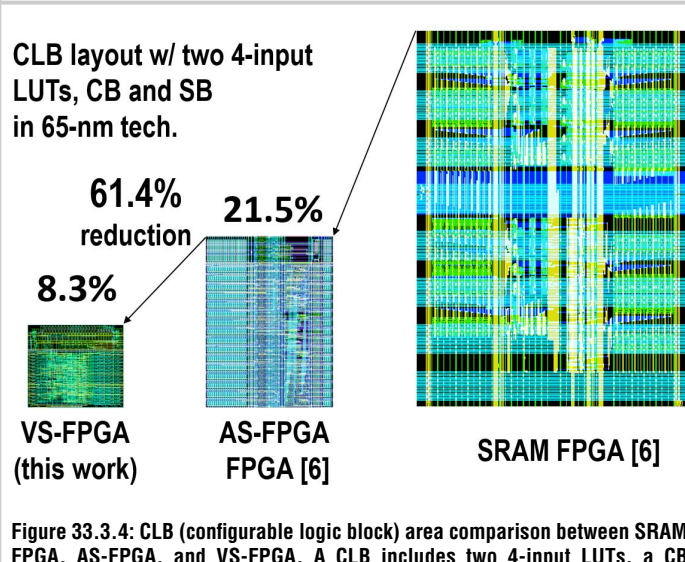 CLB layout w/ two 4-input
LUTs, CB and SB
in 65-nm tech.
61.4%
reduction
21.5%
8.3%
VS-FPGA
(this work)
AS-FPGA
FPGA [6]
SRAM FPGA [6]
Figure 33.3.4: CLB (configurable logic block) area comparison between SRAM
FPGA, AS-FPGA, and VS-FPGA. A CLB includes two 4-input LUTs, a CB